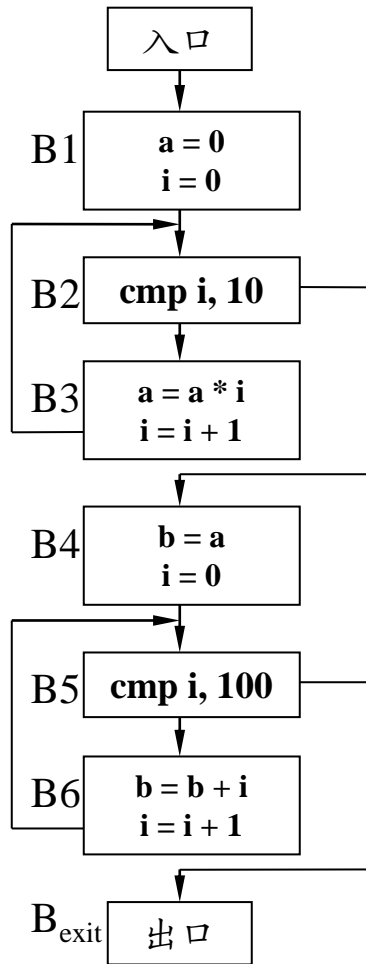 入口
B1
a = 0
i = 0
B2
cmp i, 10
B3
a = a * i
i = i + 1
B4
b = a
i = 0
B5
cmp i, 100
B6
b = b + i
i = i + 1
Bexit
出口